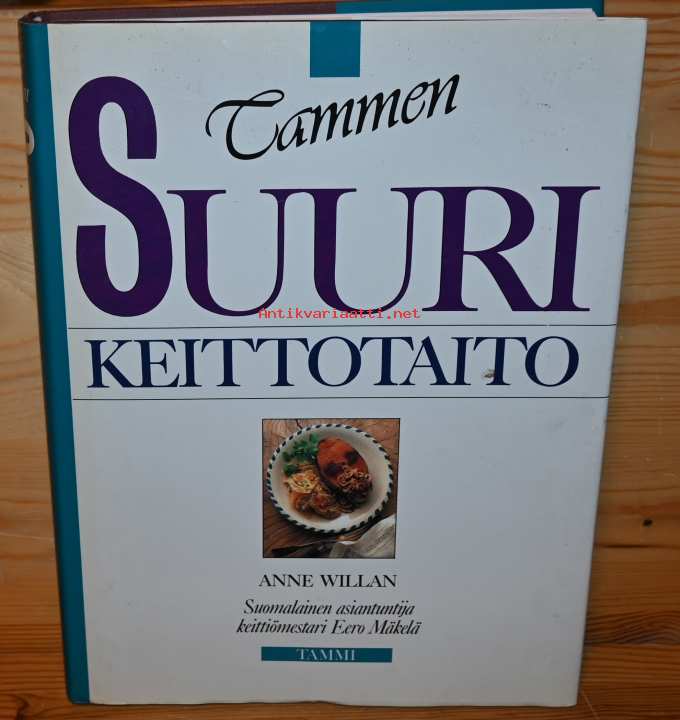 Tammen
SUURI
Antikvariaatti.net
KEITTOTAITO
ANNE WILLAN
Suomalainen asiantuntija
keittiömestari Eero Mäkelä
TAMMI